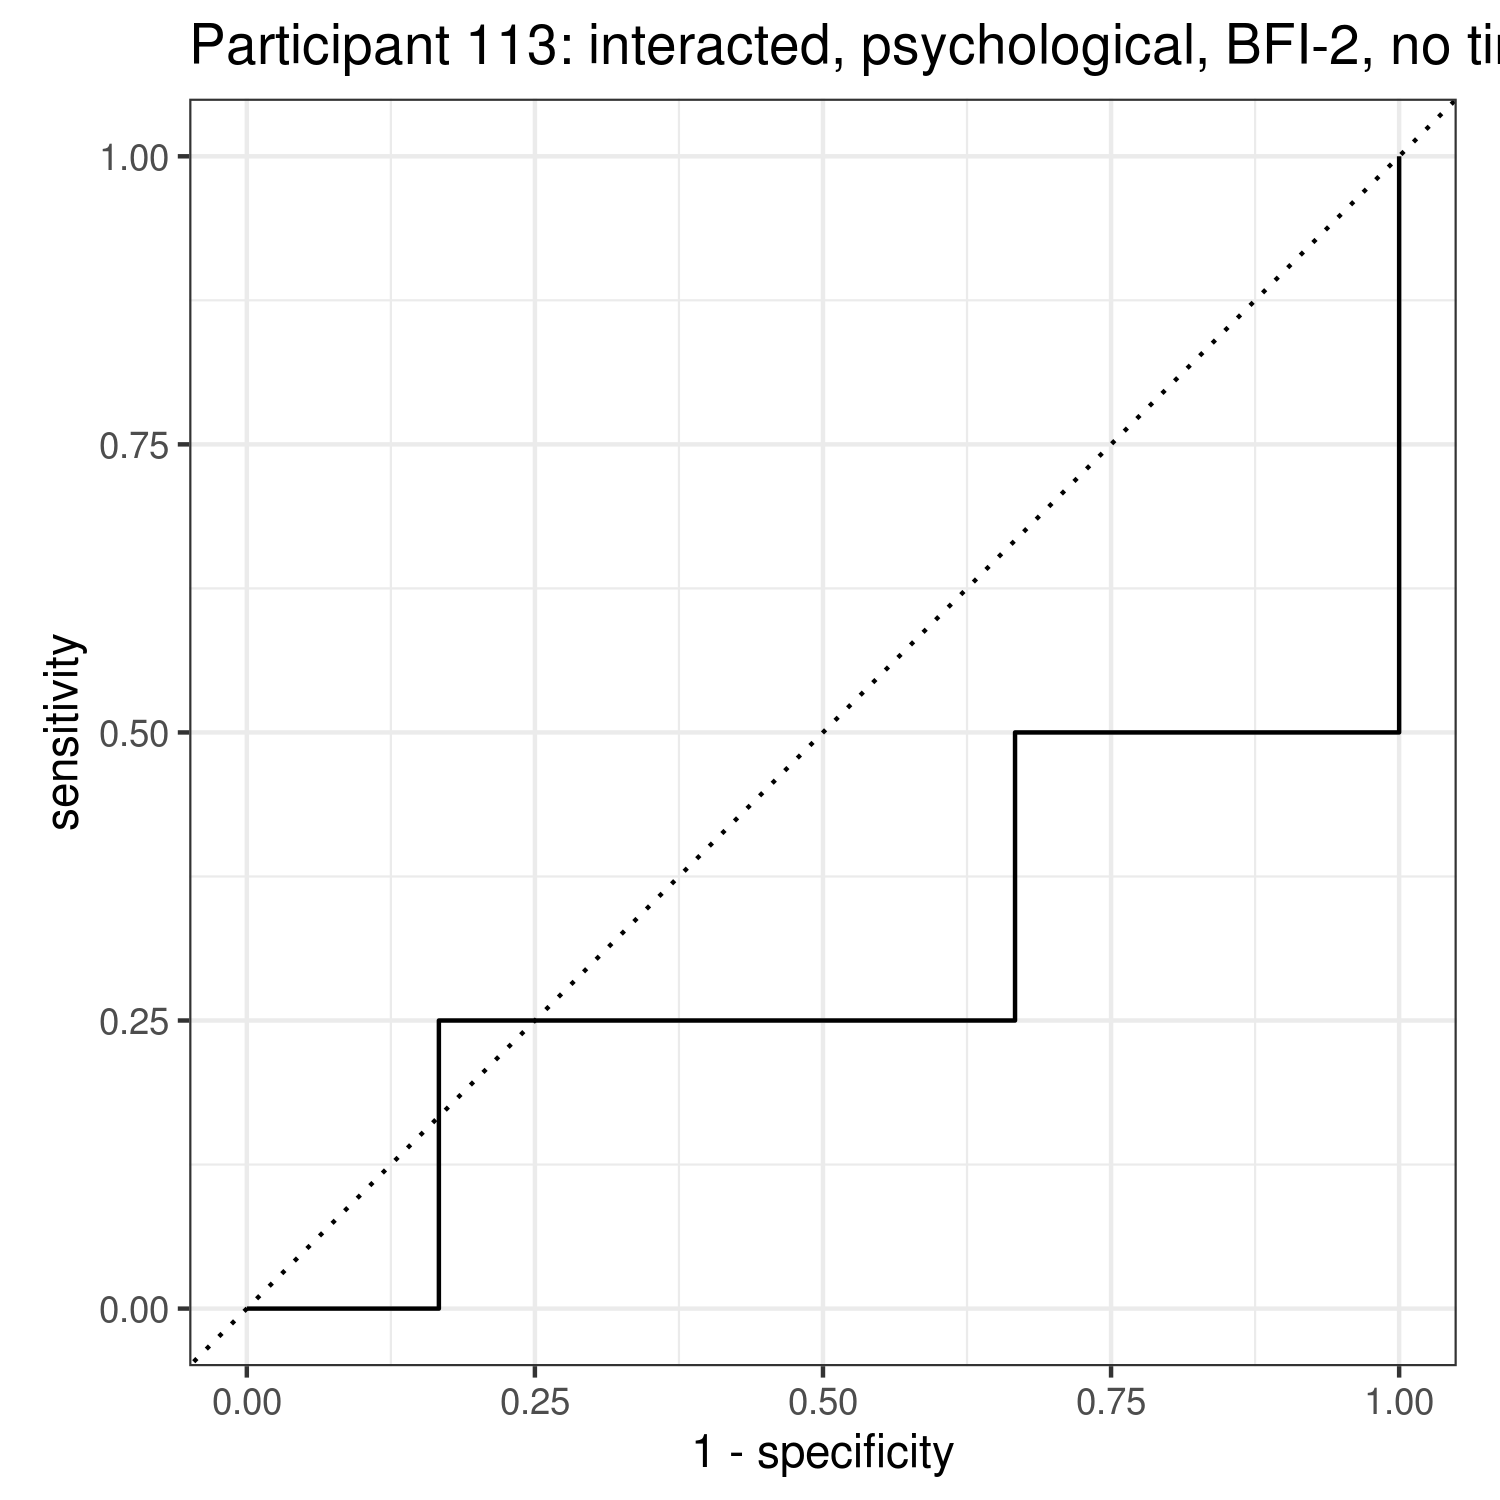 Participant 113: interacted, psychological, BFI-2, no
1.00
0.75
0.50
0.25
0.00
sensitivity
0.00 0.25 0.50 0.75 1.00
1 - specificity